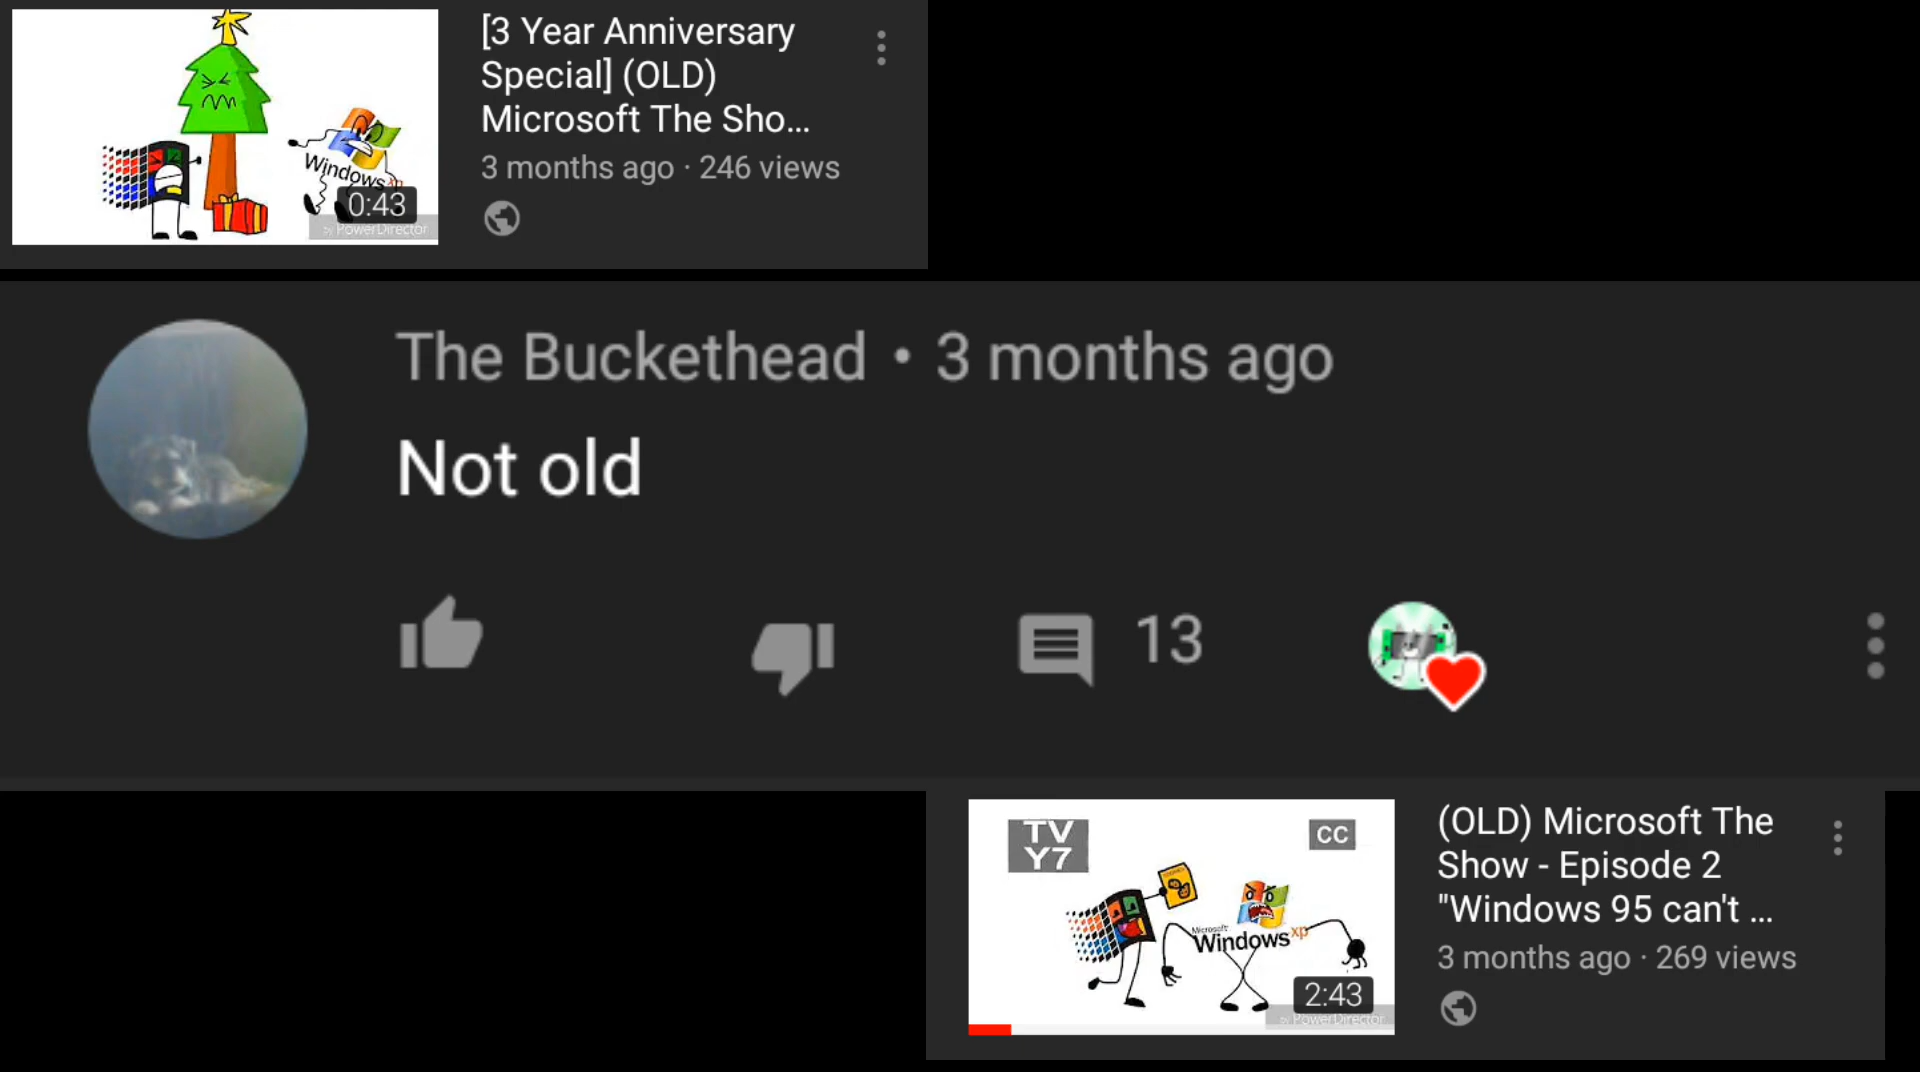 [3 Year Anniversary
Special] (OLD)
Microsoft The Sho...
3 months ago · 246 views
Windows xp
0:43
by PowerDirector
The Buckethead • 3 months ago
Not old
13
TV
Y7
CC
Microsoft
Windows xp
2:43
by PowerDirector
(OLD) Microsoft The
Show - Episode 2
"Windows 95 can't ...
3 months ago · 269 views